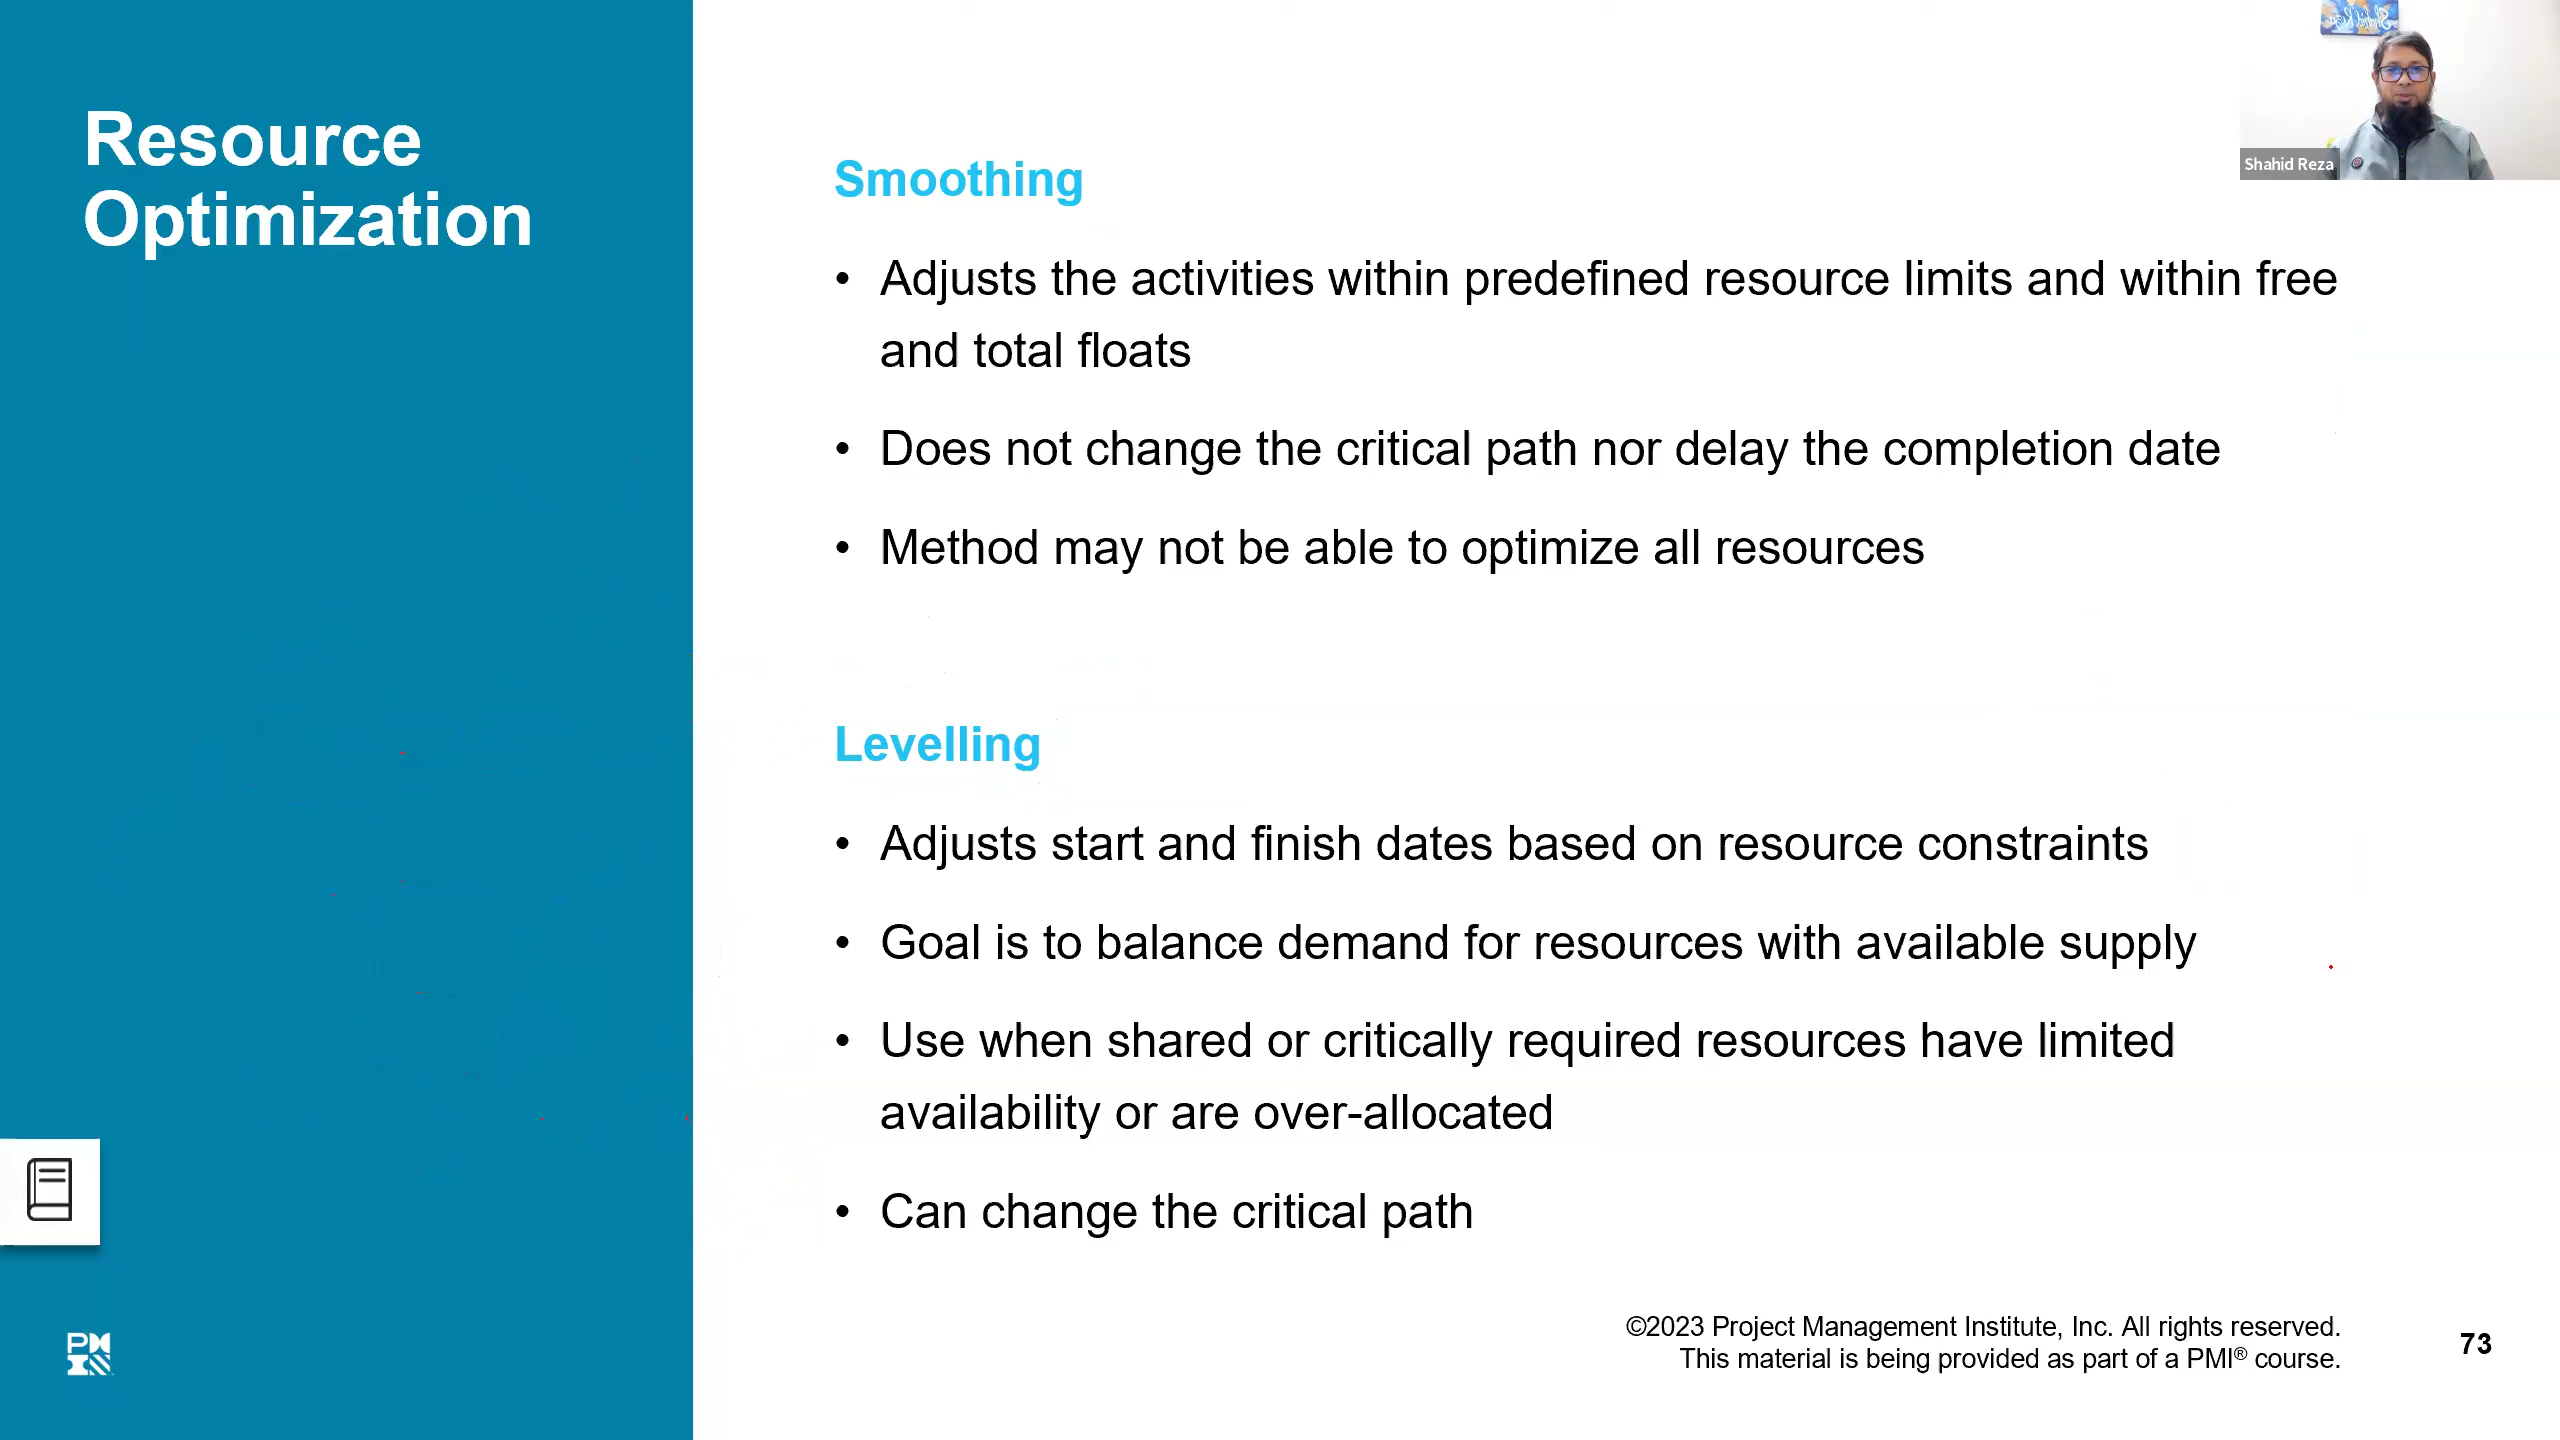 Resource
Optimization
Shahid Reza
Smoothing
• Adjusts the activities within predefined resource limits and within free
and total floats
• Does not change the critical path nor delay the completion date
• Method may not be able to optimize all resources
Levelling
• Adjusts start and finish dates based on resource constraints
• Goal is to balance demand for resources with available supply
• Use when shared or critically required resources have limited
availability or are over-allocated
• Can change the critical path
©2023 Project Management Institute, Inc. All rights reserved.
This material is being provided as part of a PMI® course.
73